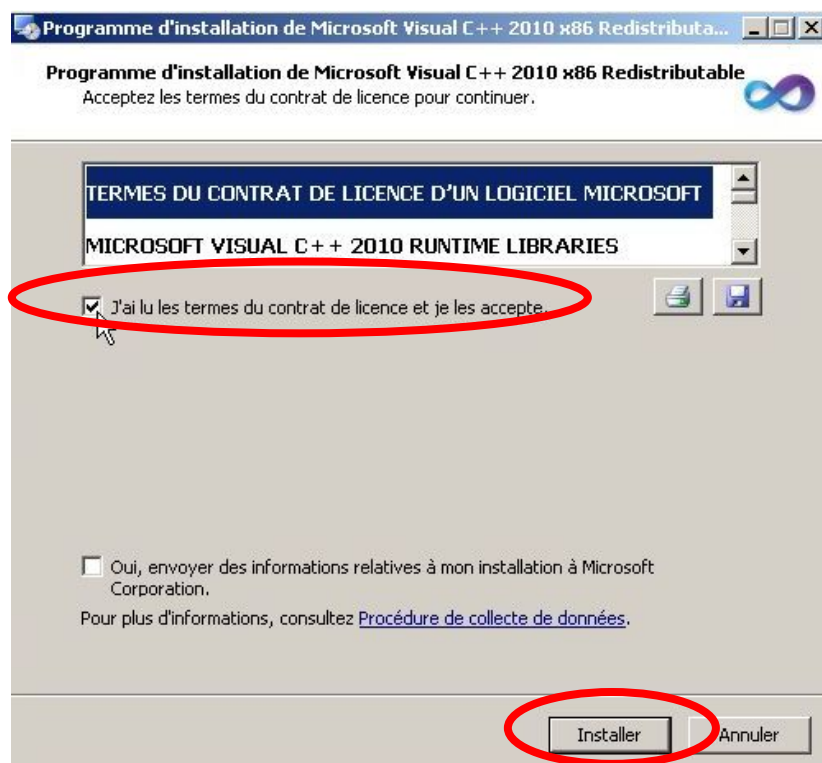 Programme d'installation de Microsoft Visual C++ 2010 x86 Redistributa...
Programme d'installation de Microsoft Visual C++ 2010 x86 Redistributable
Acceptez les termes du contrat de licence pour continuer.
TERMES DU CONTRAT DE LICENCE D’UN LOGICIEL MICROSOFT
MICROSOFT VISUAL C++ 2010 RUNTIME LIBRARIES
J'ai lu les termes du contrat de licence et je les accepte.
Oui, envoyer des informations relatives à mon installation à Microsoft
Corporation.
Pour plus d'informations, consultez Procédure de collecte de données.
Installer
Annuler